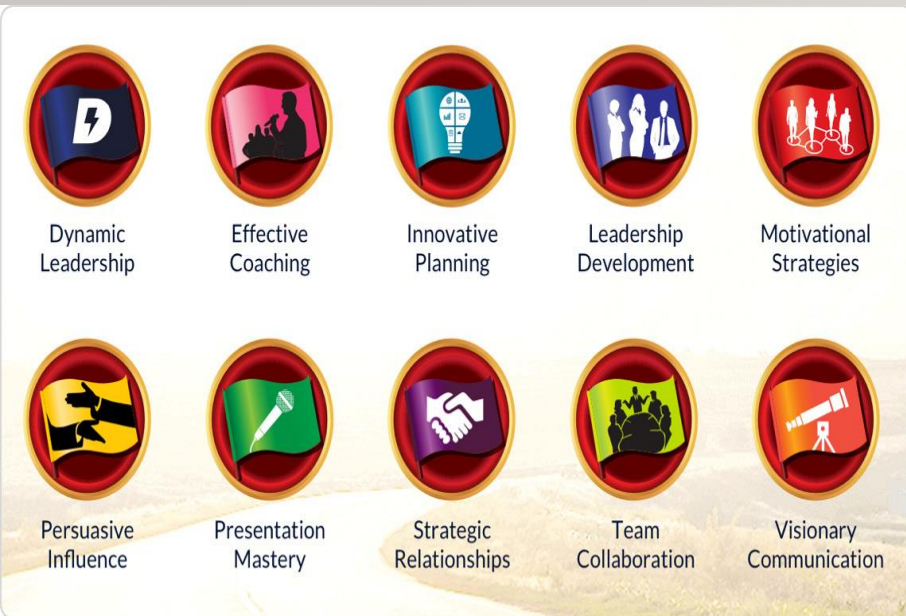 D
Dynamic
Leadership
Effective
Coaching
Innovative
Planning
Leadership
Development
Motivational
Strategies
Persuasive
Influence
Presentation
Mastery
Strategic
Relationships
Team
Collaboration
Visionary
Communication